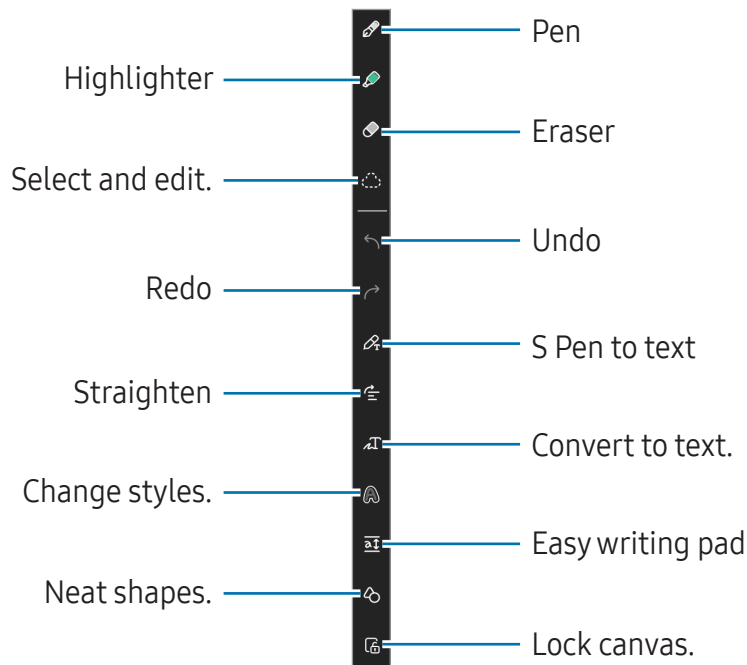 Pen
Highlighter
Eraser
Select and edit.
Undo
Redo
S Pen to text
Straighten
Convert to text.
Change styles.
Easy writing pad
Neat shapes.
Lock canvas.